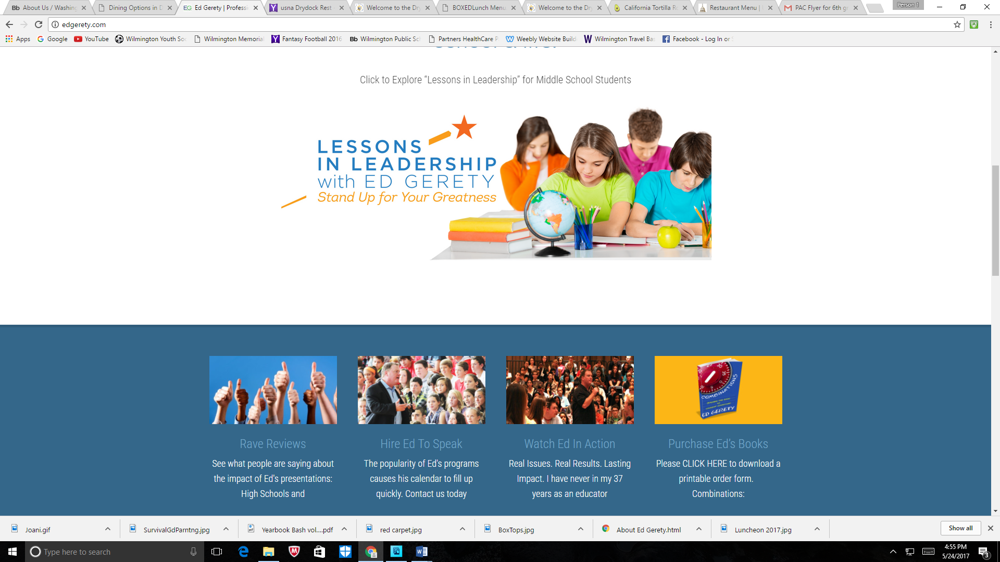 Bb About Us / Washing
Dining Options in D
EG Ed Gerety | Professi
usna Drydock Rest
Welcome to the Dry
BOXEDLunch Menu
Welcome to the Dry
California Tortilla Ro
Restaurant Menu |
PAC Flyer for 6th gr
Person 1
edgerety.com
Apps
Google
YouTube
Wilmington Youth Soc
Wilmington Memorial
Fantasy Football 2016
Bb Wilmington Public Sch
Partners HealthCare P
Weebly Website Build
Wilmington Travel Bas
Facebook - Log In or S
Click to Explore “Lessons in Leadership” for Middle School Students
LESSONS
IN LEADERSHIP
with ED GERETY
Stand Up for Your Greatness
COMBINATIONS
ED GERETY
Rave Reviews
See what people are saying about
the impact of Ed's presentations:
High Schools and
Hire Ed To Speak
The popularity of Ed's programs
causes his calendar to fill up
quickly. Contact us today
Watch Ed In Action
Real Issues. Real Results. Lasting
Impact. I have never in my 37
years as an educator
Purchase Ed’s Books
Please CLICK HERE to download a
printable order form.
Combinations:
Joani.gif
SurvivalGdParntng.jpg
Yearbook Bash vol....pdf
red carpet.jpg
BoxTops.jpg
About Ed Gerety.html
Luncheon 2017.jpg
Show all
Type here to search
4:55 PM
5/24/2017
3